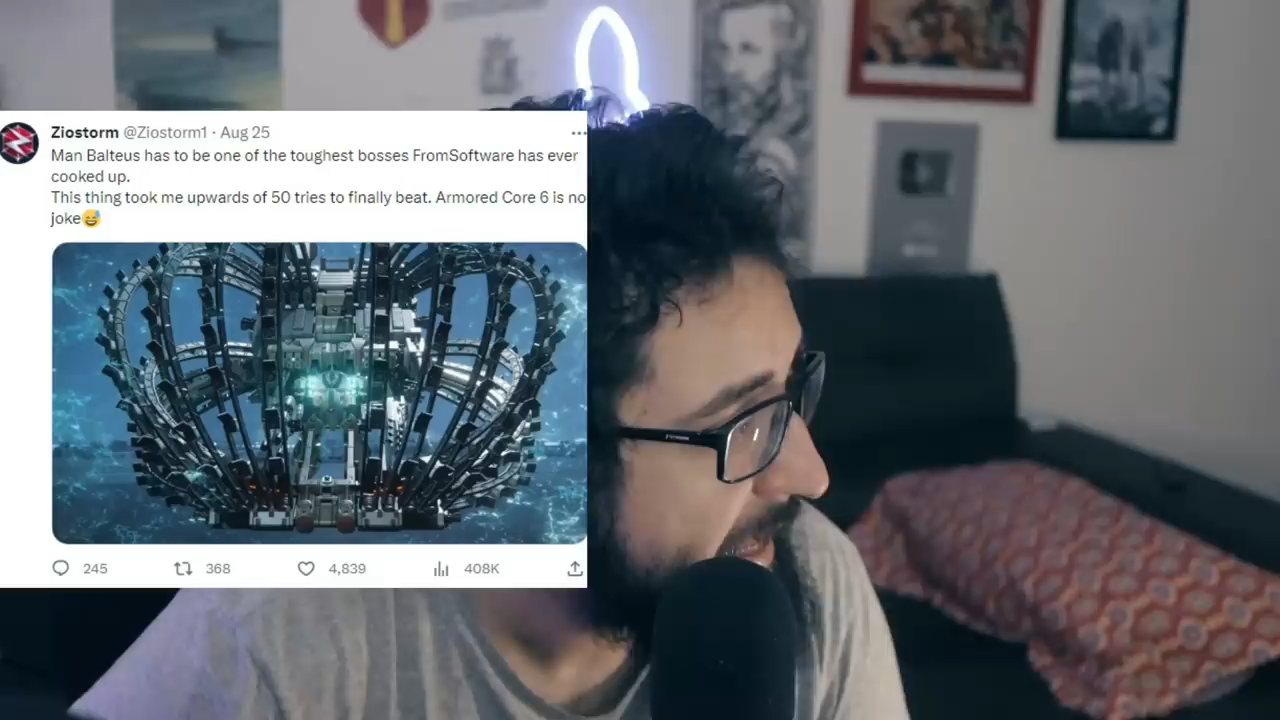 Ziostorm @Ziostorm1 · Aug 25
Man Balteus has to be one of the toughest bosses FromSoftware has ever
cooked up.
This thing took me upwards of 50 tries to finally beat. Armored Core 6 is no
joke😅
245 368 4,839 408K